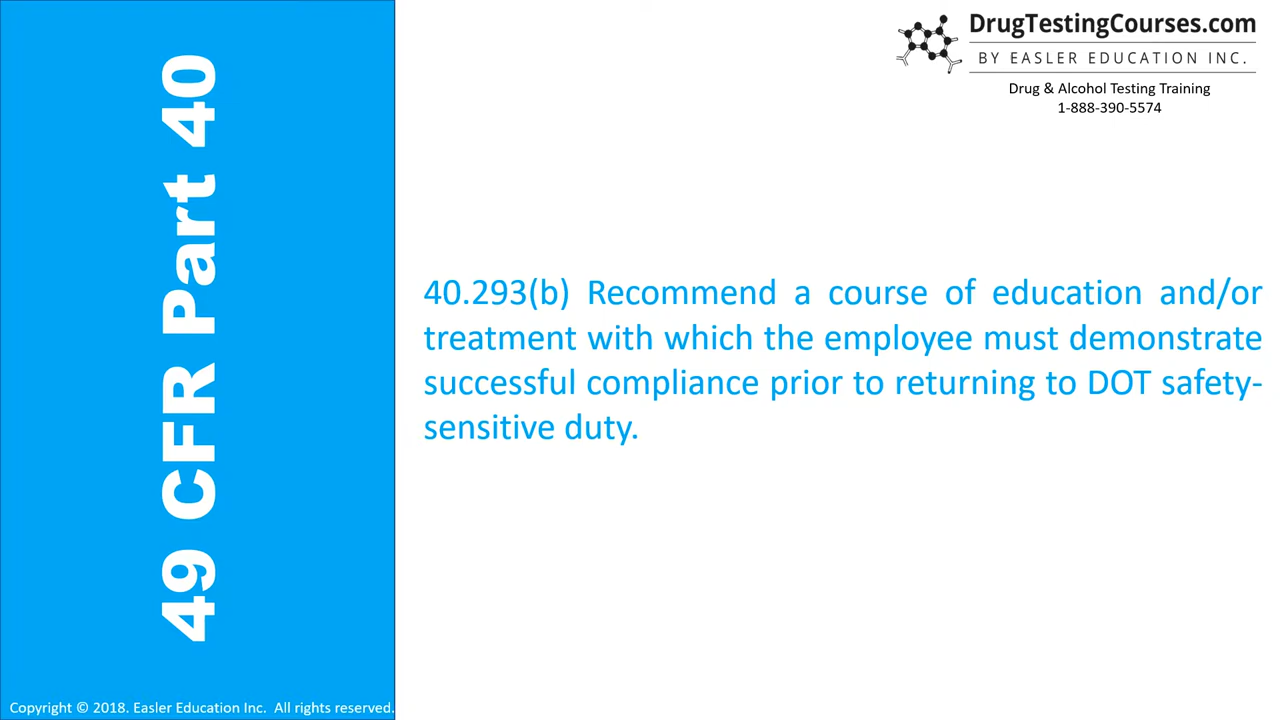 49 CFR Part 40
DrugTestingCourses.com
BY EASLER EDUCATION INC.
Drug & Alcohol Testing Training
1-888-390-5574
40.293(b) Recommend a course of education and/or
treatment with which the employee must demonstrate
successful compliance prior to returning to DOT safety-
sensitive duty.
Copyright © 2018. Easler Education Inc. All rights reserved.